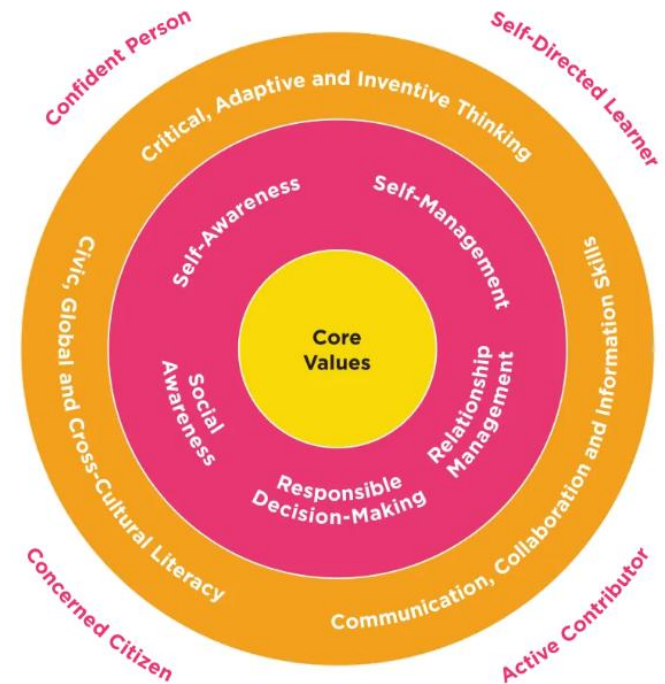 Confident Person
Self-Directed Learner
Critical, Adaptive and Inventive Thinking
Self-Awareness
Self-Management
Civic, Global and Cross-Cultural Literacy
Communication, Collaboration and Information Skills
Core
Values
Social
Awareness
Relationship
Management
Responsible
Decision-Making
Concerned Citizen
Active Contributor